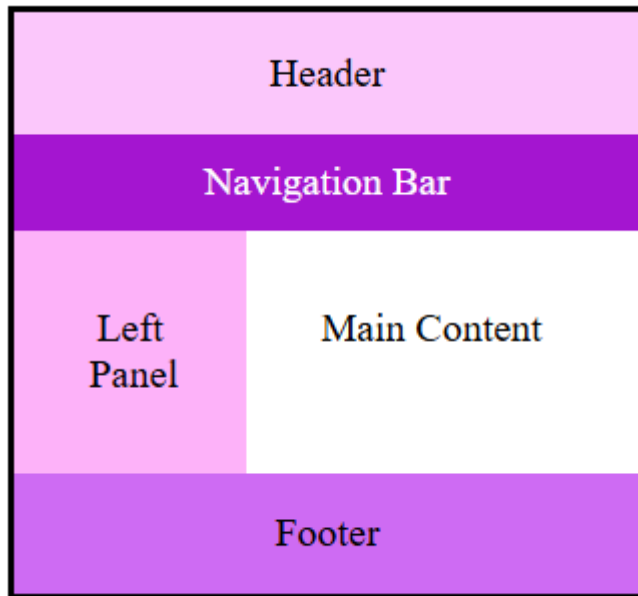 Header
Navigation Bar
Left
Panel
Main Content
Footer